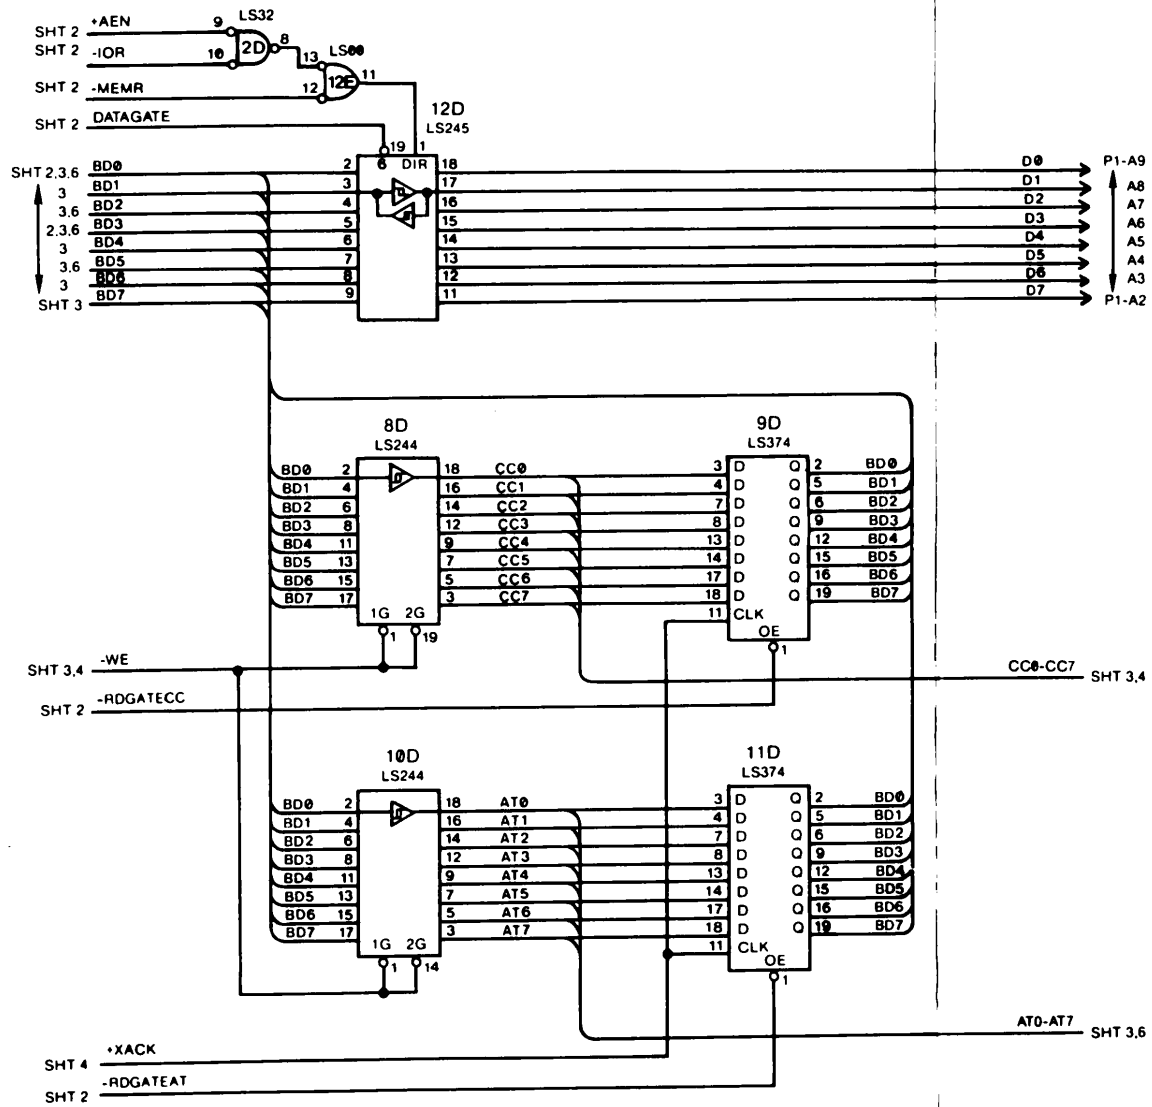 SHT 2 +AEN 9 LS32
SHT 2 -IOR 10 2D 8 LS00
13
SHT 2 -MEMR 12 12E 11
SHT 2 DATAGATE 12D
LS245
19 1
G DIR
SHT 2,3,6 BD0 2 18 D0 P1-A9
3 BD1 3 17 D1 A8
3,6 BD2 4 16 D2 A7
2,3,6 BD3 5 15 D3 A6
3 BD4 6 14 D4 A5
3,6 BD5 7 13 D5 A4
3 BD6 8 12 D6 A3
SHT 3 BD7 9 11 D7 P1-A2
8D 9D
LS244 LS374
BD0 2 18 CC0 3 D Q 2 BD0
BD1 4 16 CC1 4 D Q 5 BD1
BD2 6 14 CC2 7 D Q 6 BD2
BD3 8 12 CC3 8 D Q 9 BD3
BD4 11 9 CC4 13 D Q 12 BD4
BD5 13 7 CC5 14 D Q 15 BD5
BD6 15 5 CC6 17 D Q 16 BD6
BD7 17 3 CC7 18 D Q 19 BD7
1G 2G 11 CLK
1 19 OE
1
SHT 3,4 -WE CC0-CC7 SHT 3,4
SHT 2 -RDGATECC
10D 11D
LS244 LS374
BD0 2 18 AT0 3 D Q 2 BD0
BD1 4 16 AT1 4 D Q 5 BD1
BD2 6 14 AT2 7 D Q 6 BD2
BD3 8 12 AT3 8 D Q 9 BD3
BD4 11 9 AT4 13 D Q 12 BD4
BD5 13 7 AT5 14 D Q 15 BD5
BD6 15 5 AT6 17 D Q 16 BD6
BD7 17 3 AT7 18 D Q 19 BD7
1G 2G 11 CLK
1 14 OE
1
AT0-AT7 SHT 3,6
SHT 4 +XACK
SHT 2 -RDGATEAT